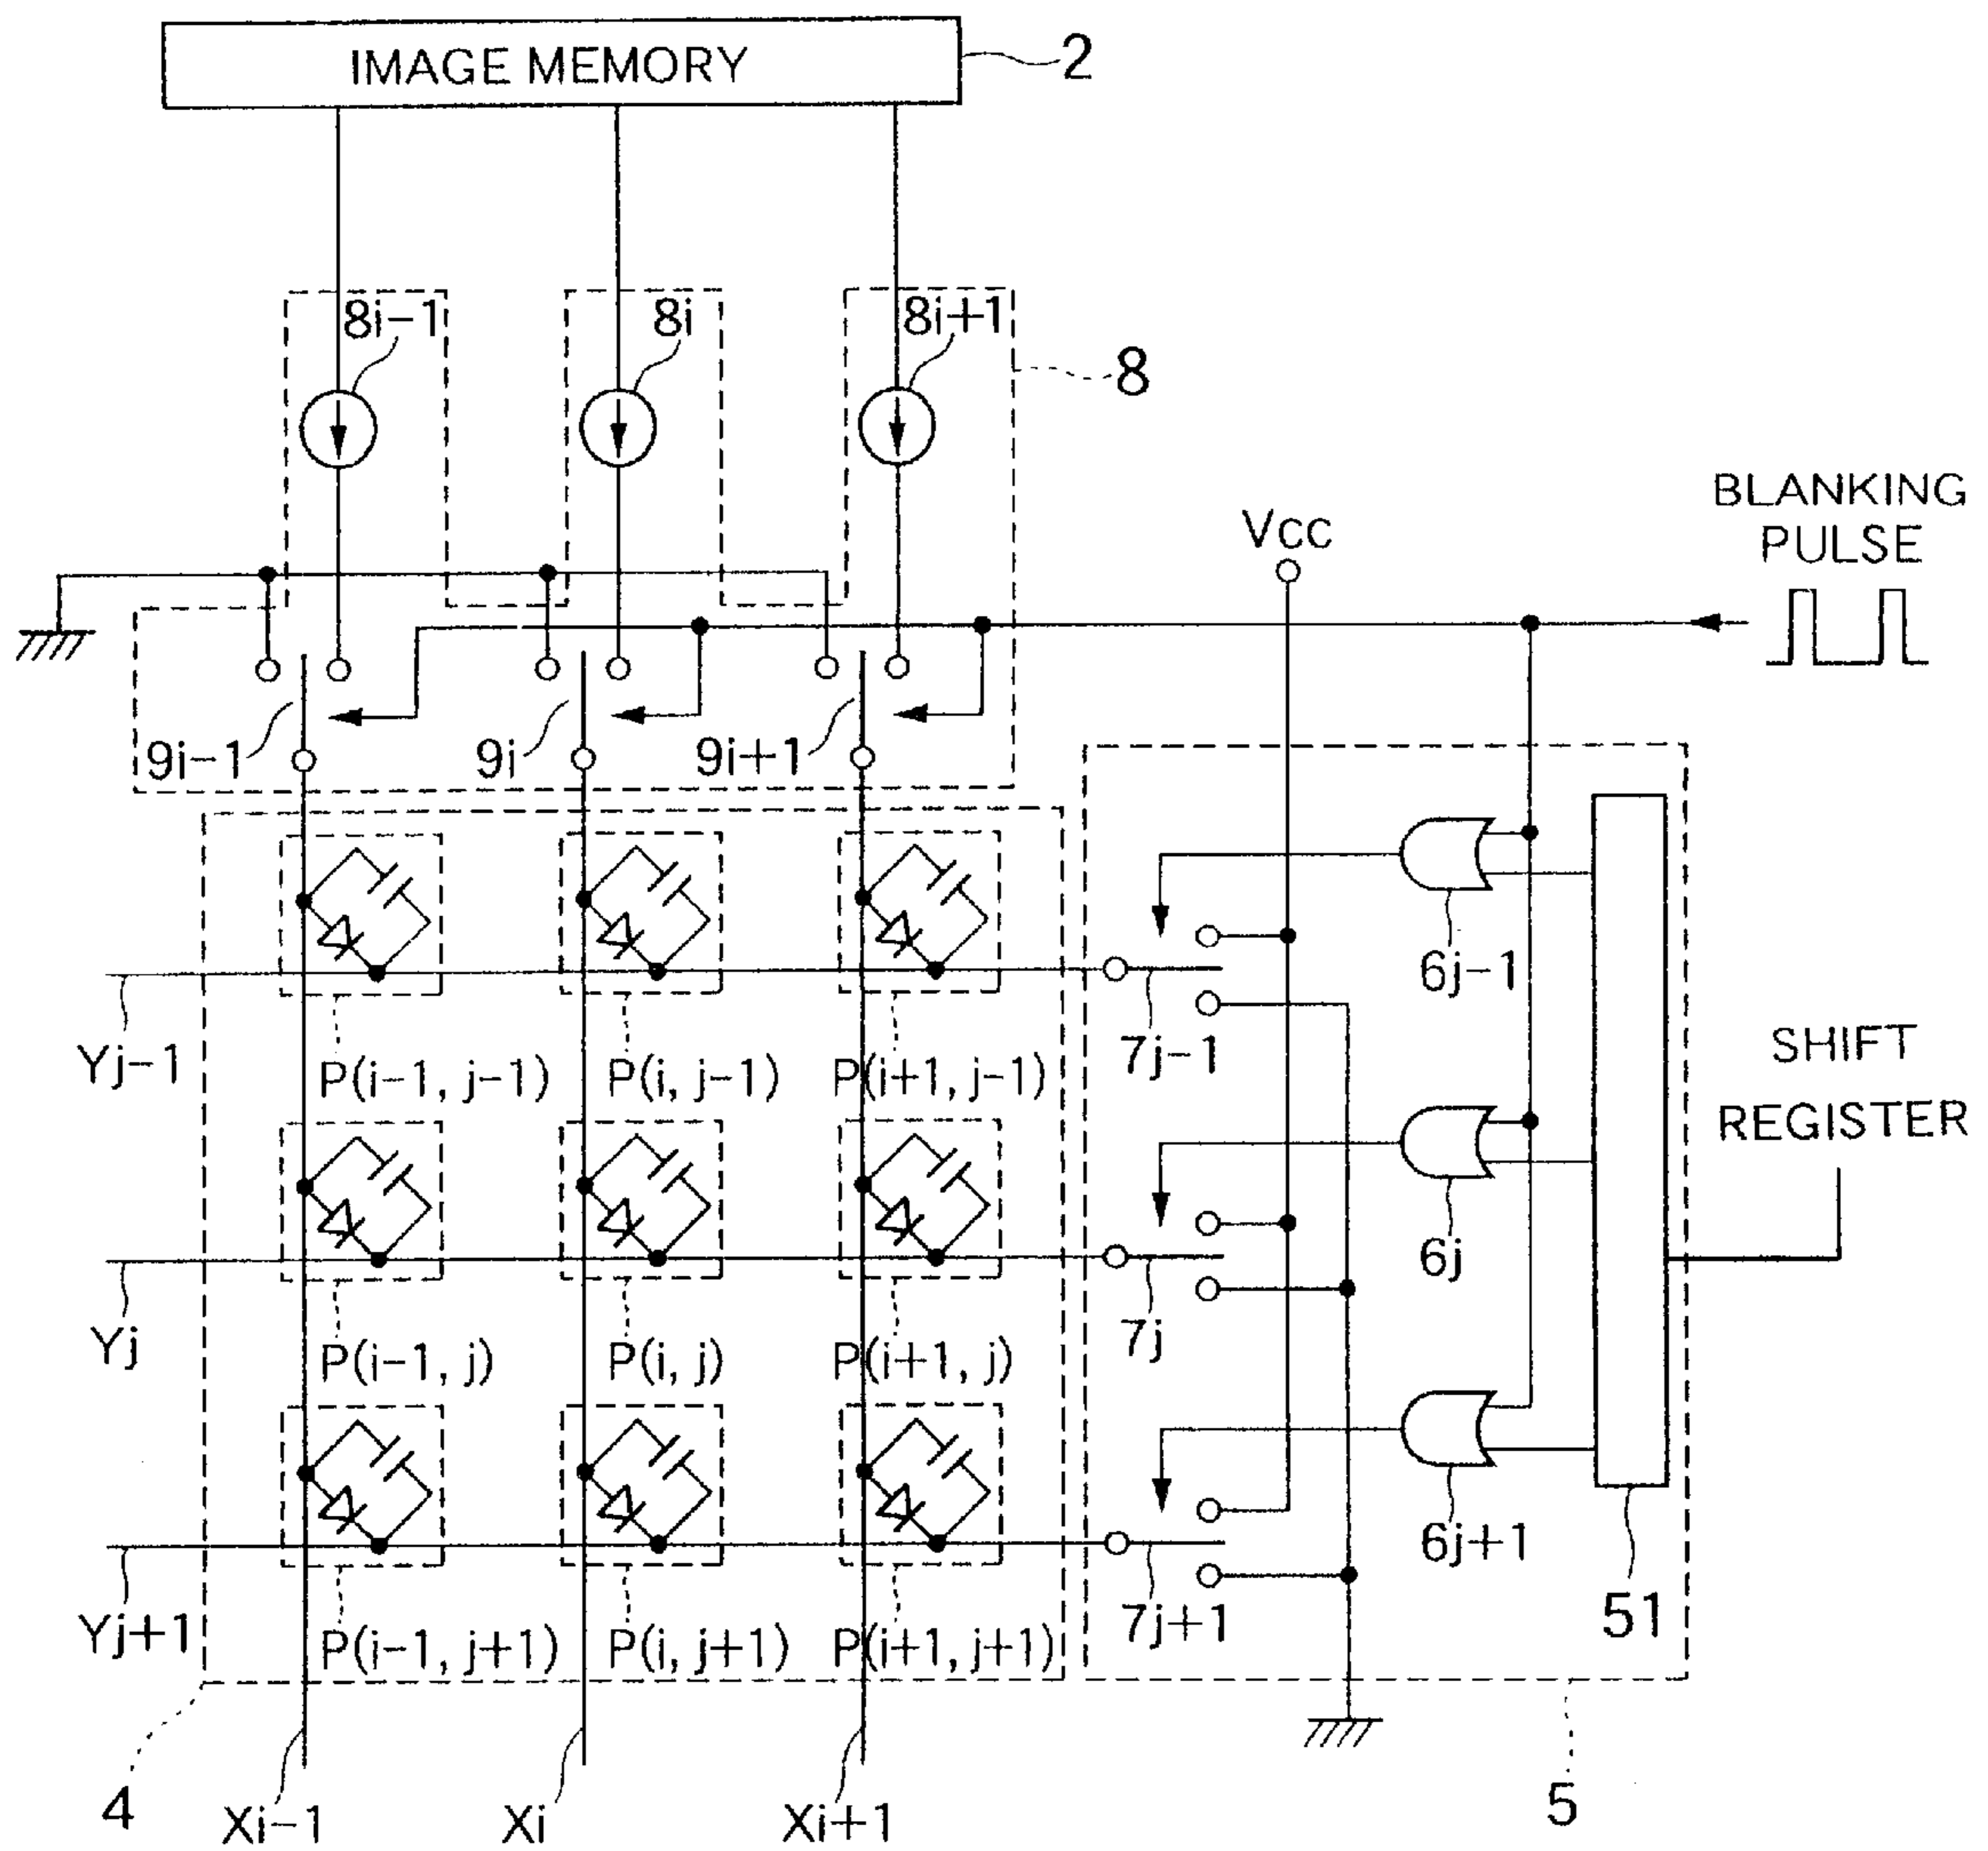 IMAGE MEMORY
2
8i-1
8i
8i+1
8
BLANKING
PULSE
Vcc
9i-1
9i
9i+1
6j-1
Yj-1
P(i-1, j-1)
P(i, j-1)
P(i+1, j-1)
7j-1
SHIFT
REGISTER
6j
Yj
P(i-1, j)
P(i, j)
P(i+1, j)
7j
6j+1
Yj+1
P(i-1, j+1)
P(i, j+1)
P(i+1, j+1)
7j+1
51
4
Xi-1
Xi
Xi+1
5